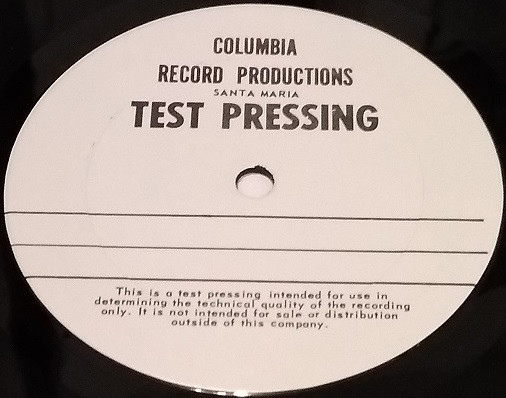 COLUMBIA
RECORD PRODUCTIONS
SANTA MARIA
TEST PRESSING
This is a test pressing intended for use in
determining the technical quality of the recording
only. It is not intended for sale or distribution
outside of this company.